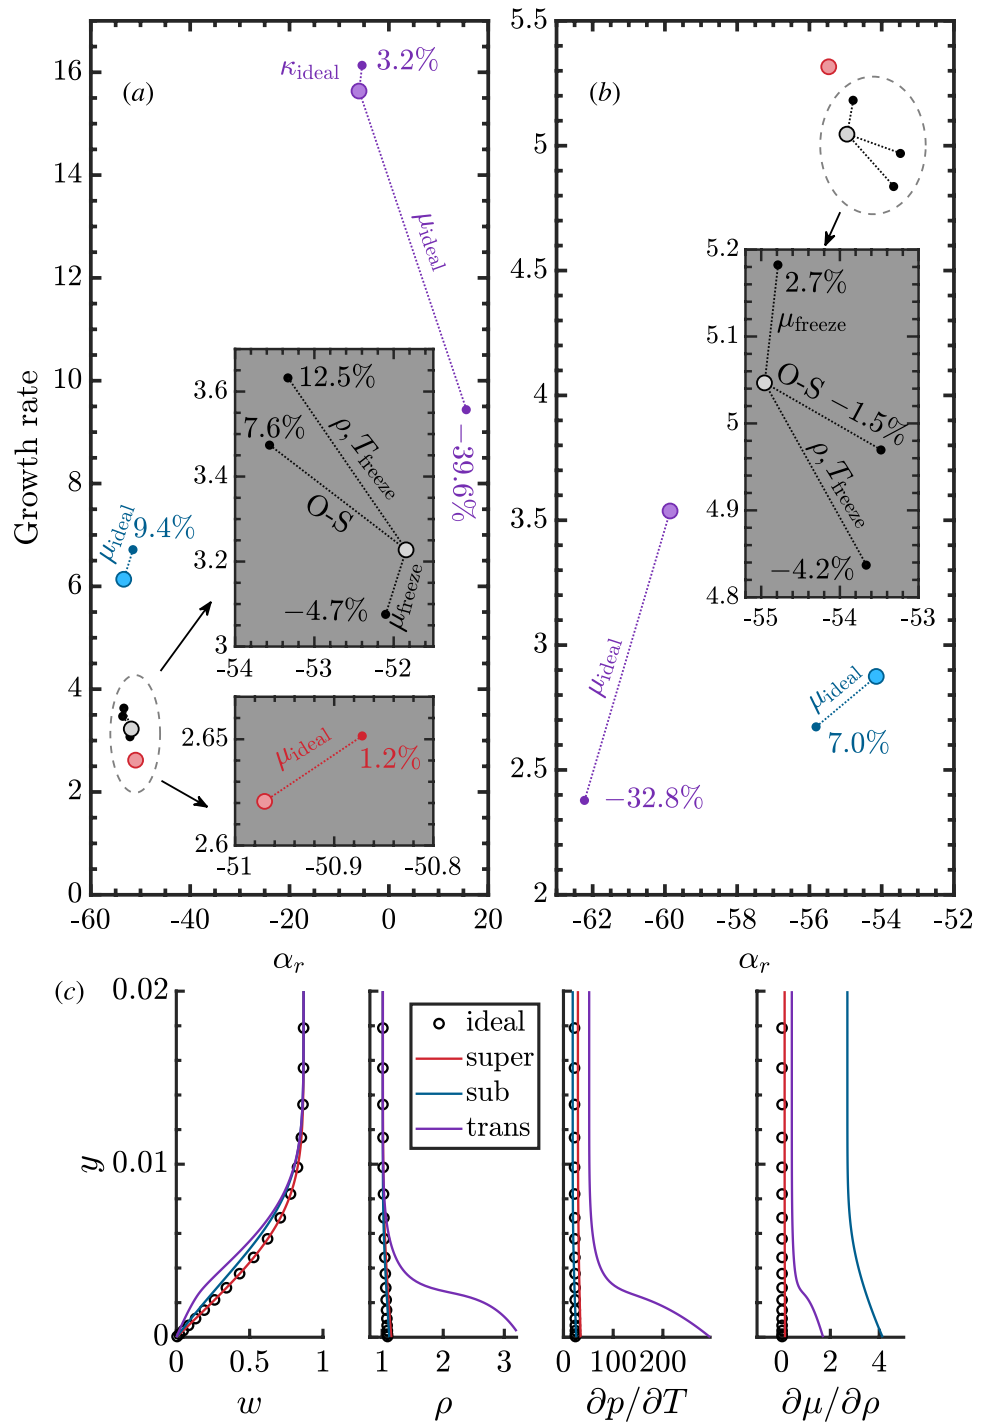 (a)
Growth rate
16
14
12
10
8
6
4
2
0
-60
-40
-20
0
20
α_r
κ_ideal
3.2%
μ_ideal
−39.6%
μ_ideal
9.4%
3.6
3.4
3.2
3
-54
-53
-52
12.5%
7.6%
ρ, T_freeze
O-S
−4.7%
μ_freeze
2.65
2.6
-51
-50.9
-50.8
μ_ideal
1.2%
(b)
5.5
5
4.5
4
3.5
3
2.5
2
-62
-60
-58
-56
-54
-52
α_r
5.2
5.1
5
4.9
4.8
-55
-54
-53
2.7%
μ_freeze
O-S −1.5%
ρ, T_freeze
−4.2%
μ_ideal
−32.8%
μ_ideal
7.0%
(c)
y
0.02
0.01
0
0
0.5
1
w
1
2
3
ρ
ideal
super
sub
trans
0
100
200
∂p/∂T
0
2
4
∂μ/∂ρ